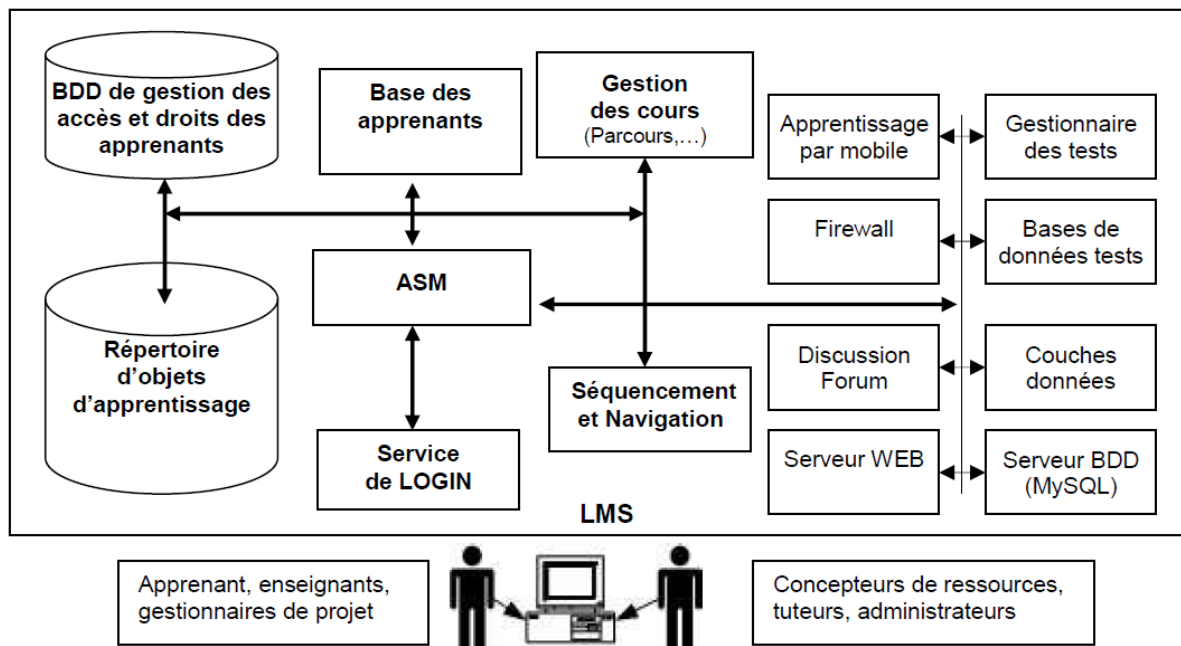 BDD de gestion des
accès et droits des
apprenants
Base des
apprenants
Gestion
des cours
(Parcours,…)
Apprentissage
par mobile
Gestionnaire
des tests
Firewall
Bases de
données tests
ASM
Répertoire
d’objets
d’apprentissage
Séquencement
et Navigation
Discussion
Forum
Couches
données
Service
de LOGIN
Serveur WEB
Serveur BDD
(MySQL)
LMS
Apprenant, enseignants,
gestionnaires de projet
Concepteurs de ressources,
tuteurs, administrateurs